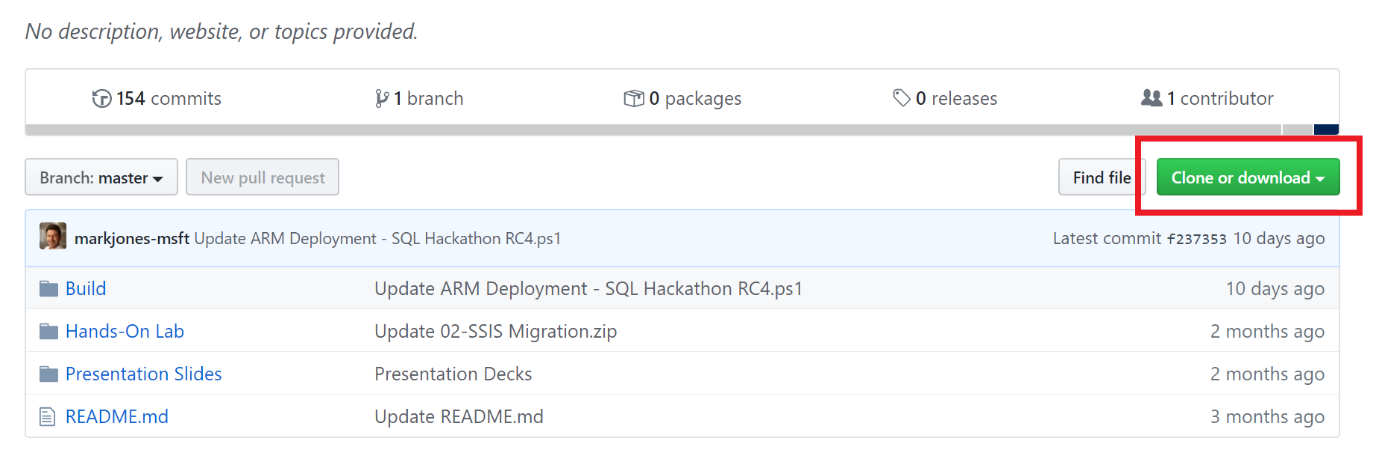 No description, website, or topics provided.
154 commits 1 branch 0 packages 0 releases 1 contributor
Branch: master New pull request Find file Clone or download
markjones-msft Update ARM Deployment - SQL Hackathon RC4.ps1 Latest commit f237353 10 days ago
Build Update ARM Deployment - SQL Hackathon RC4.ps1 10 days ago
Hands-On Lab Update 02-SSIS Migration.zip 2 months ago
Presentation Slides Presentation Decks 2 months ago
README.md Update README.md 3 months ago